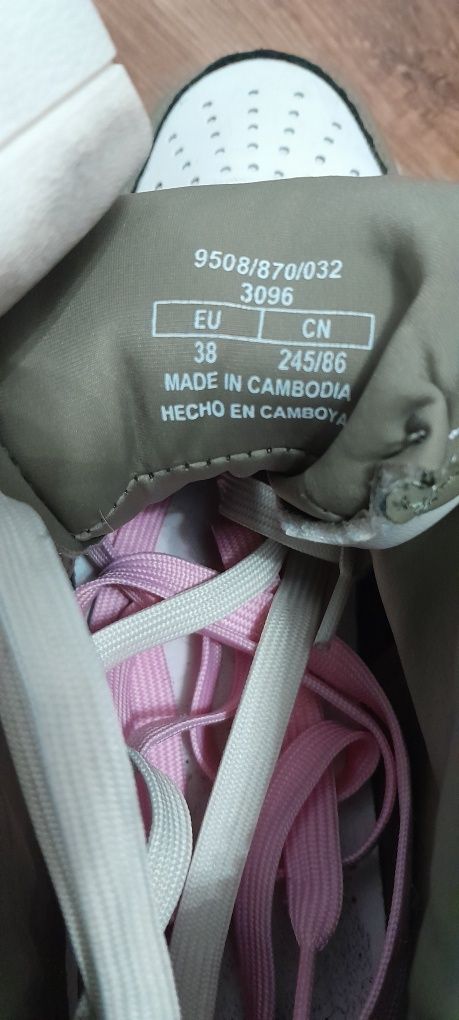 9508/870/032
3096
EU CN
38 245/86
MADE IN CAMBODIA
HECHO EN CAMBOYA